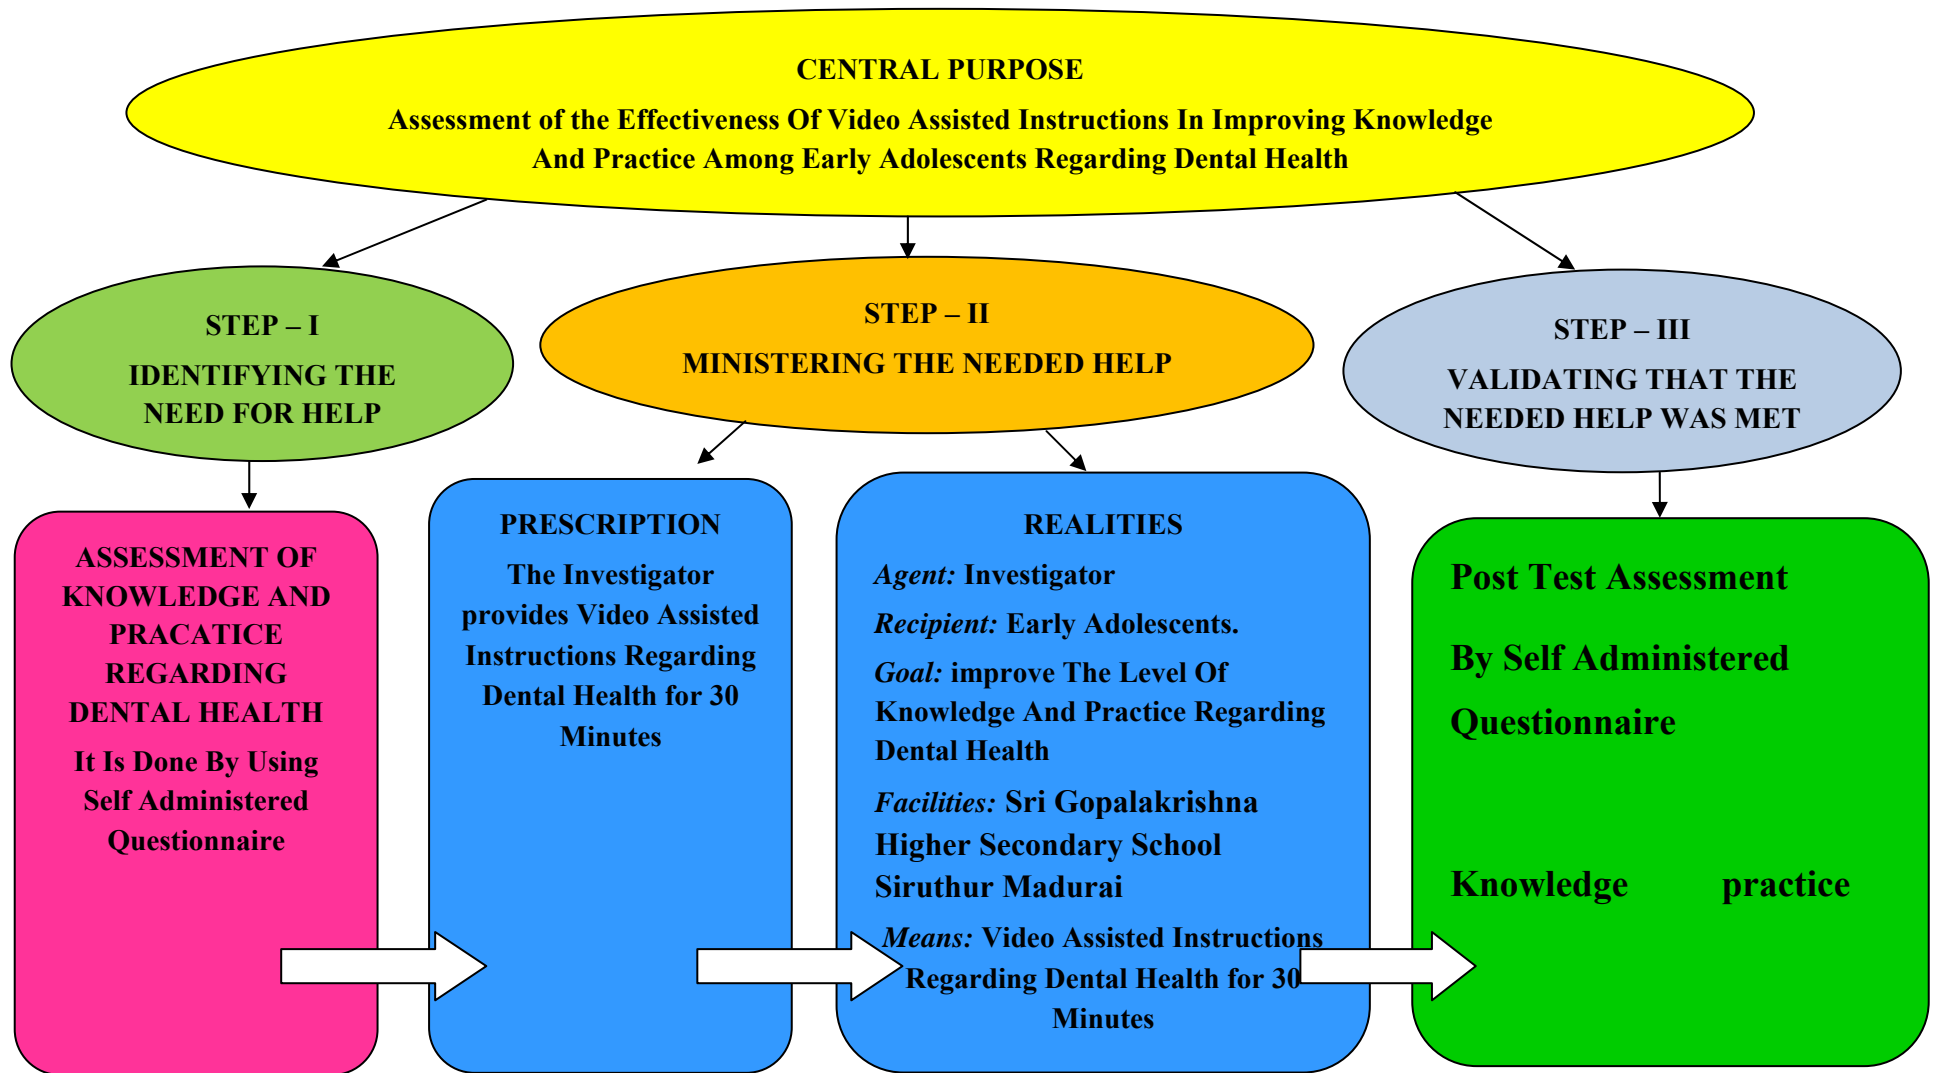 CENTRAL PURPOSE
Assessment of the Effectiveness Of Video Assisted Instructions In Improving Knowledge
And Practice Among Early Adolescents Regarding Dental Health
STEP – I
IDENTIFYING THE
NEED FOR HELP
STEP – II
MINISTERING THE NEEDED HELP
STEP – III
VALIDATING THAT THE
NEEDED HELP WAS MET
ASSESSMENT OF
KNOWLEDGE AND
PRACATICE
REGARDING
DENTAL HEALTH
It Is Done By Using
Self Administered
Questionnaire
PRESCRIPTION
The Investigator
provides Video Assisted
Instructions Regarding
Dental Health for 30
Minutes
REALITIES
Agent: Investigator
Recipient: Early Adolescents.
Goal: improve The Level Of
Knowledge And Practice Regarding
Dental Health
Facilities: Sri Gopalakrishna
Higher Secondary School
Siruthur Madurai
Means: Video Assisted Instructions
Regarding Dental Health for 30
Minutes
Post Test Assessment
By Self Administered
Questionnaire
Knowledge practice